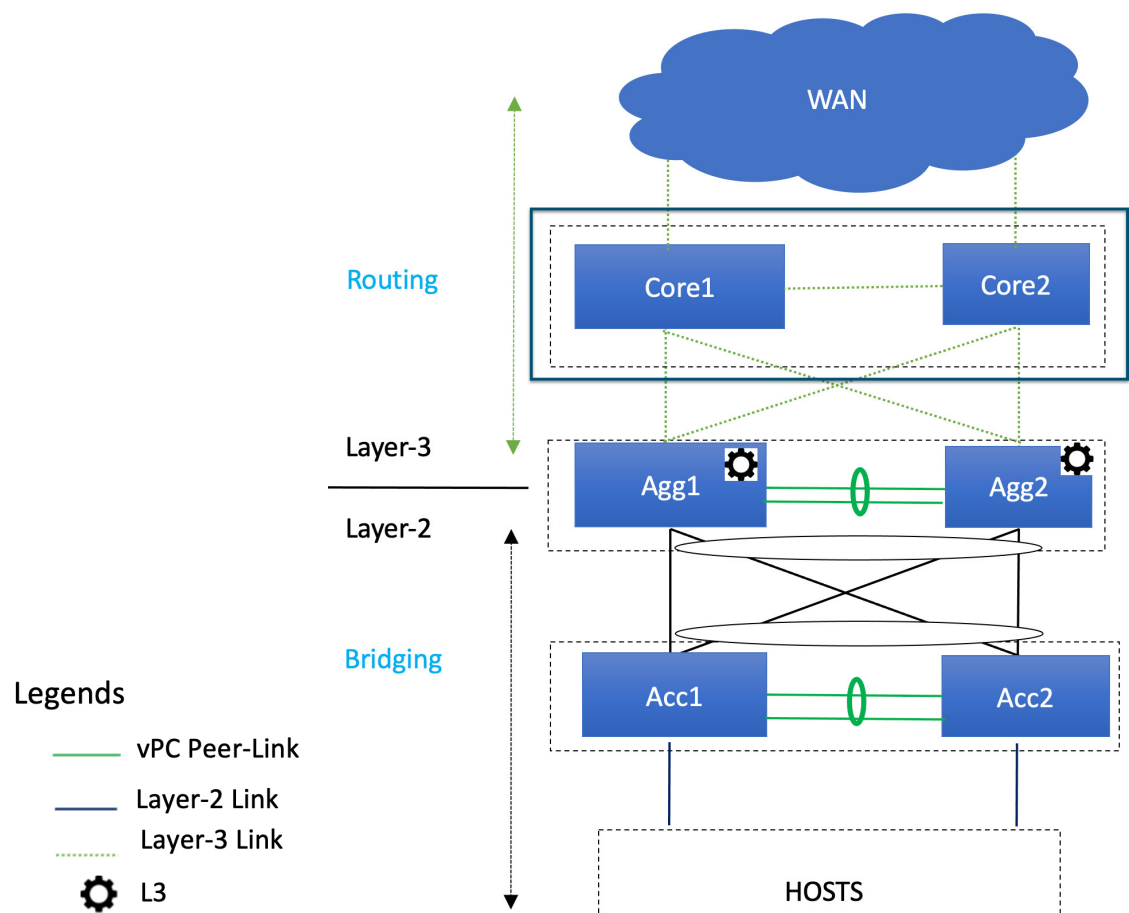 WAN
Routing
Core1
Core2
Layer-3
Agg1
Agg2
Layer-2
Bridging
Acc1
Acc2
Legends
vPC Peer-Link
Layer-2 Link
Layer-3 Link
L3
HOSTS